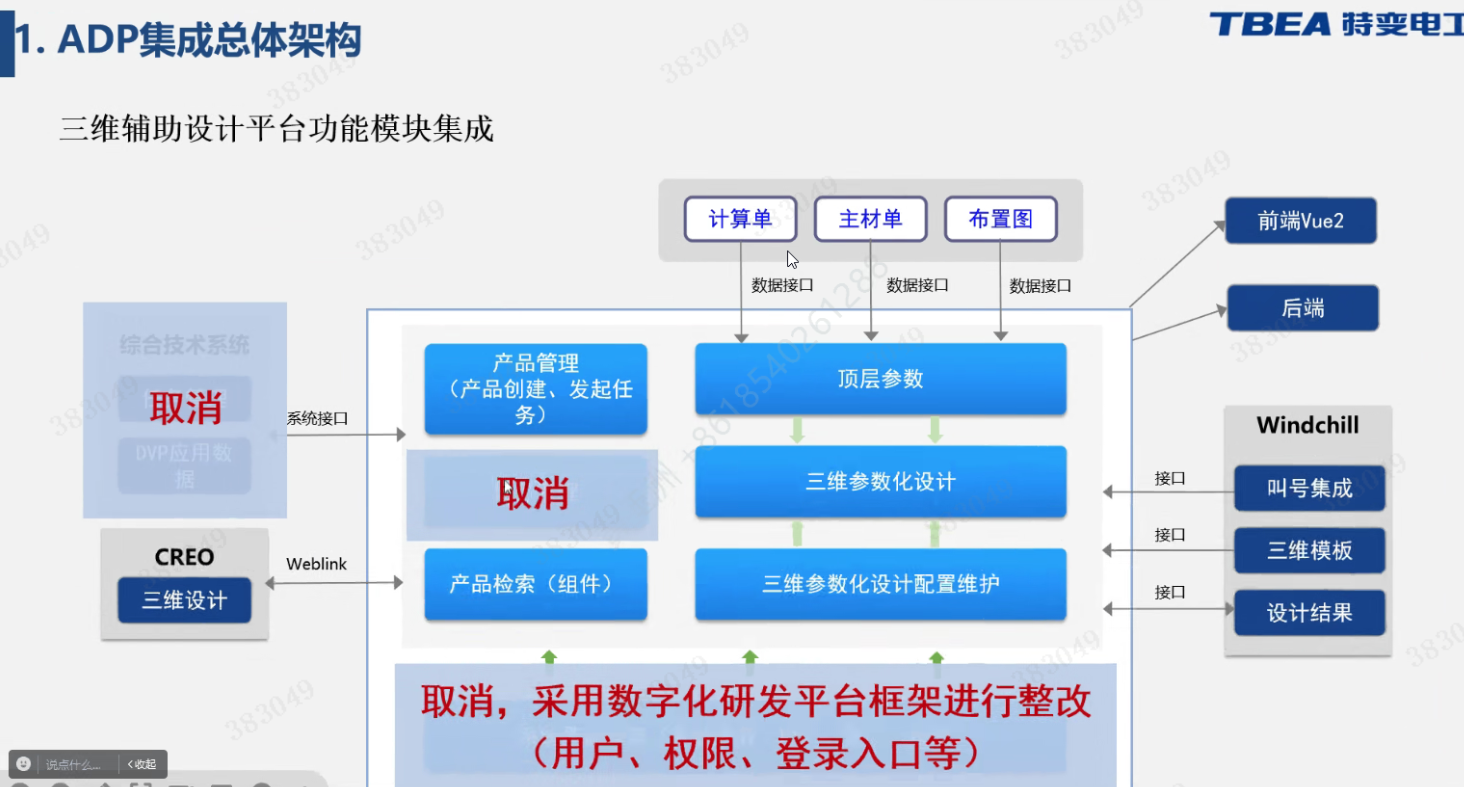 1. ADP集成总体架构
TBEA 特变电工
三维辅助设计平台功能模块集成
计算单
主材单
布置图
数据接口
数据接口
数据接口
前端Vue2
后端
综合技术系统
取消
DVP应用数
据
系统接口
产品管理
（产品创建、发起任
务）
顶层参数
取消
三维参数化设计
产品检索（组件）
三维参数化设计配置维护
CREO
三维设计
Weblink
Windchill
叫号集成
三维模板
设计结果
接口
接口
接口
取消，采用数字化研发平台框架进行整改
（用户、权限、登录入口等）
说点什么...
收起
383049
383049
383049
383049
383049
383049
383049
383049
+8618540261288